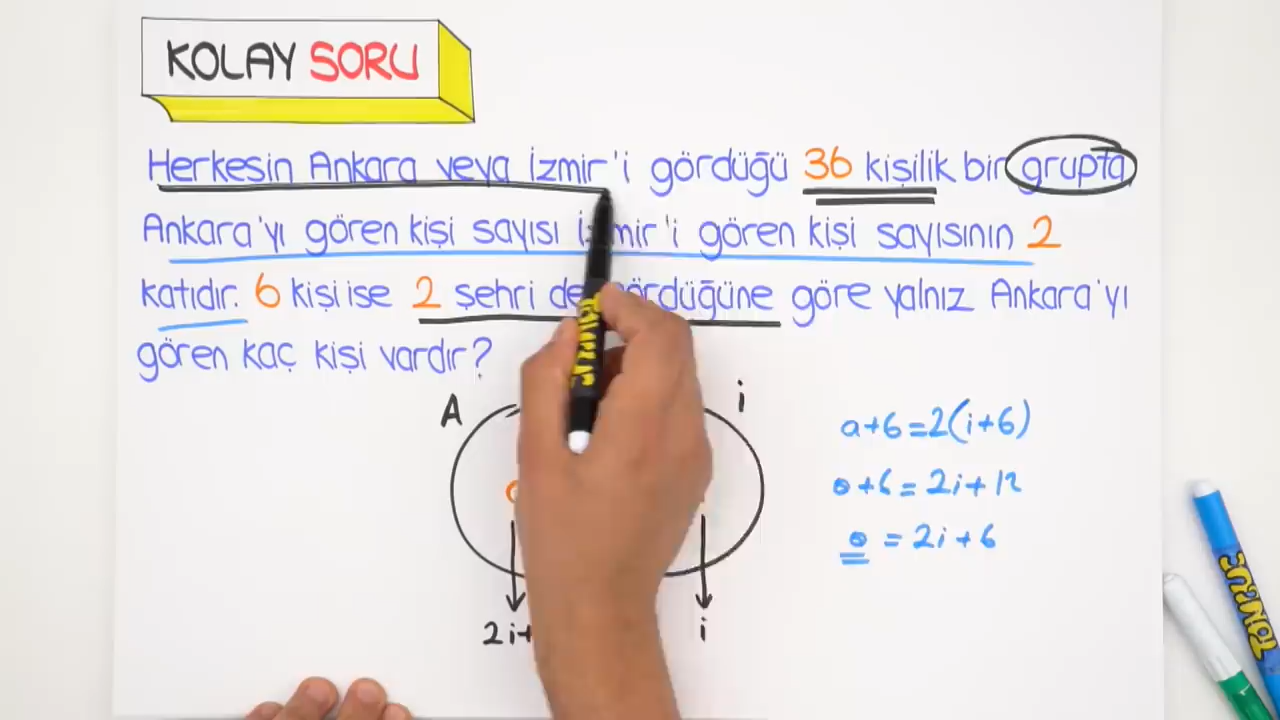 KOLAY SORU
Herkesin Ankara veya İzmir'i gördüğü 36 kişilik bir grupta
Ankara'yı gören kişi sayısı İzmir'i gören kişi sayısının 2
katıdır. 6 kişi ise 2 şehri de gördüğüne göre yalnız Ankara'yı
gören kaç kişi vardır?
A
i
a+6=2(i+6)
a+6=2i+12
a=2i+6
2i+
i